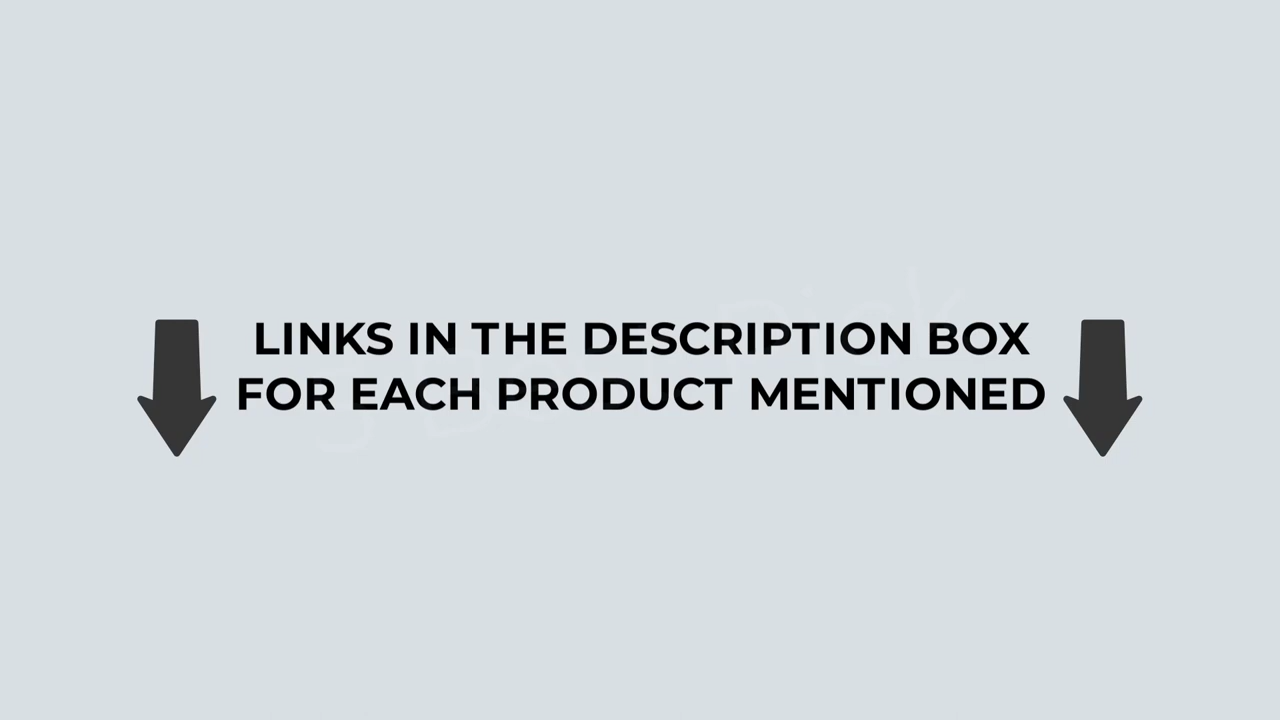 LINKS IN THE DESCRIPTION BOX
FOR EACH PRODUCT MENTIONED